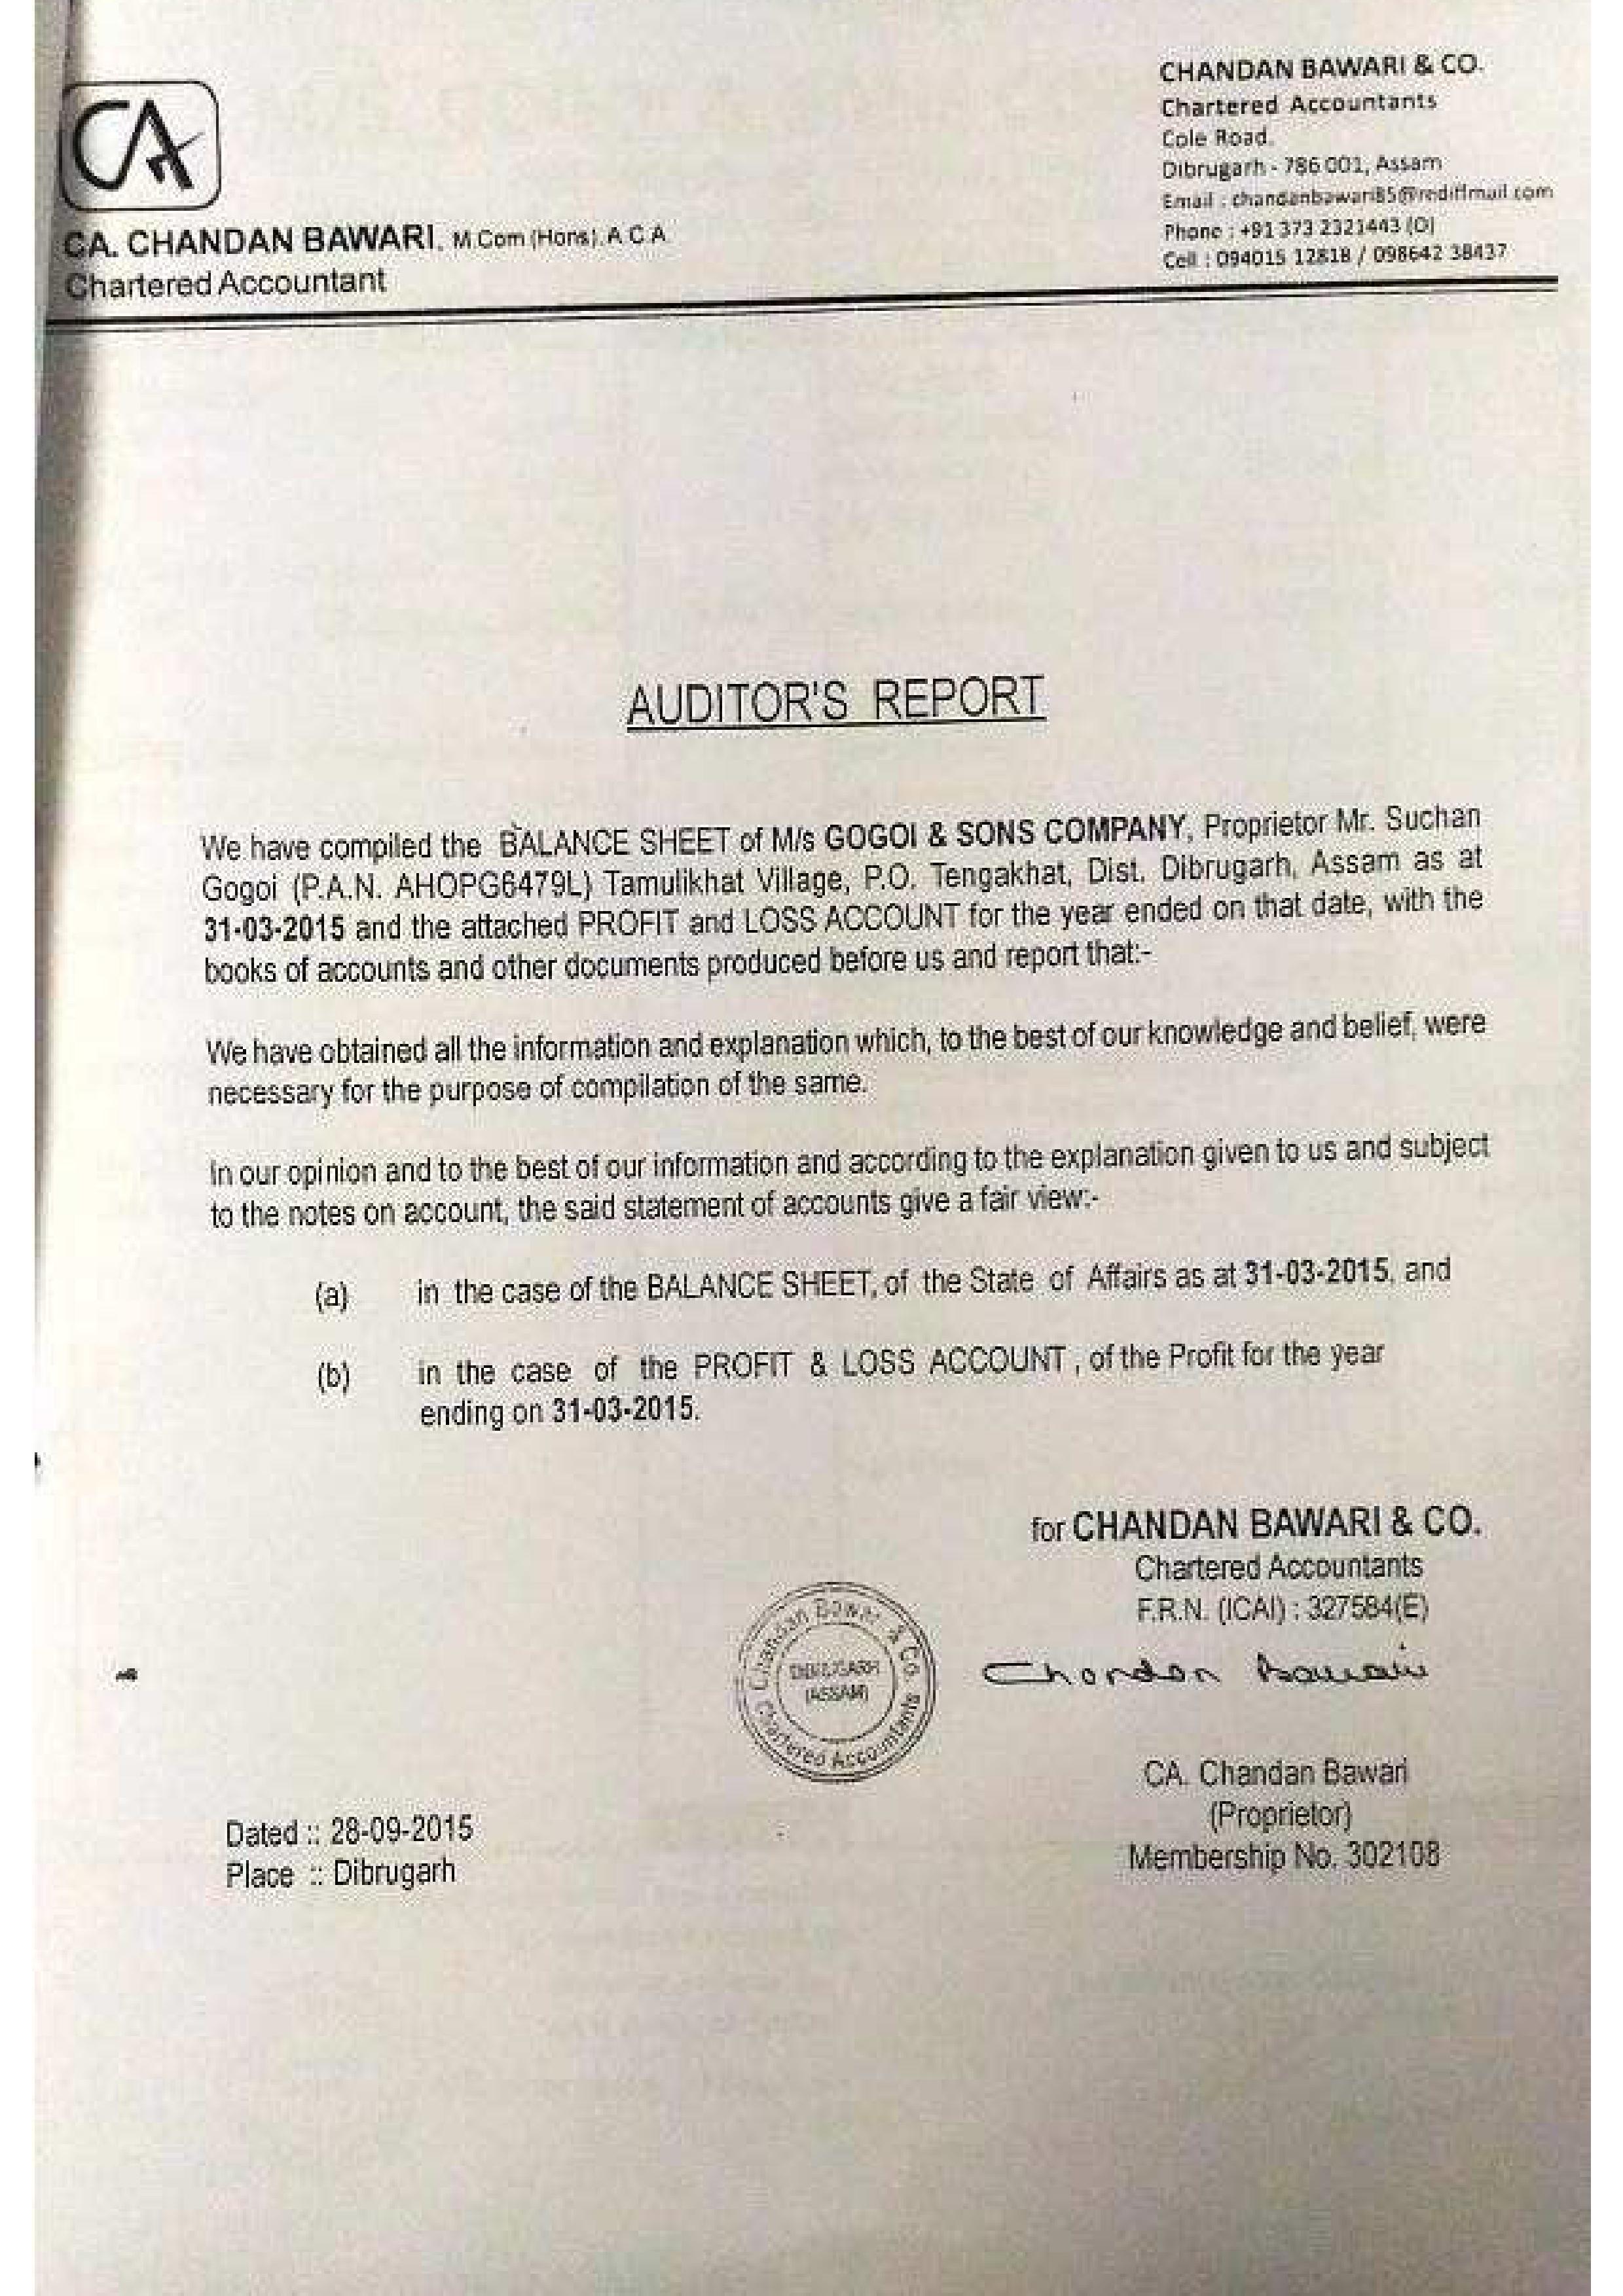 CA
CHANDAN BAWARI & CO.
Chartered Accountants
Cole Road.
Dibrugarh - 786 001, Assam
Email : chandanbawari85@rediffmail.com
Phone : +91 373 2321443 (O)
Cell : 094015 12818 / 098642 38437
CA. CHANDAN BAWARI, M.Com (Hons), A C A
Chartered Accountant
AUDITOR'S REPORT
We have compiled the BALANCE SHEET of M/s GOGOI & SONS COMPANY, Proprietor Mr. Suchan
Gogoi (P.A.N. AHOPG6479L) Tamulikhat Village, P.O. Tengakhat, Dist. Dibrugarh, Assam as at
31-03-2015 and the attached PROFIT and LOSS ACCOUNT for the year ended on that date, with the
books of accounts and other documents produced before us and report that:-
We have obtained all the information and explanation which, to the best of our knowledge and belief, were
necessary for the purpose of compilation of the same.
In our opinion and to the best of our information and according to the explanation given to us and subject
to the notes on account, the said statement of accounts give a fair view:-
(a) in the case of the BALANCE SHEET, of the State of Affairs as at 31-03-2015, and
(b) in the case of the PROFIT & LOSS ACCOUNT , of the Profit for the year
ending on 31-03-2015.
for CHANDAN BAWARI & CO.
Chartered Accountants
F.R.N. (ICAI) : 327584(E)
Chandan Bawari & Co.
DIBRUGARH
(ASSAM)
Chartered Accountants
Chandan Bawari
CA. Chandan Bawari
(Proprietor)
Membership No. 302108
Dated :: 28-09-2015
Place :: Dibrugarh